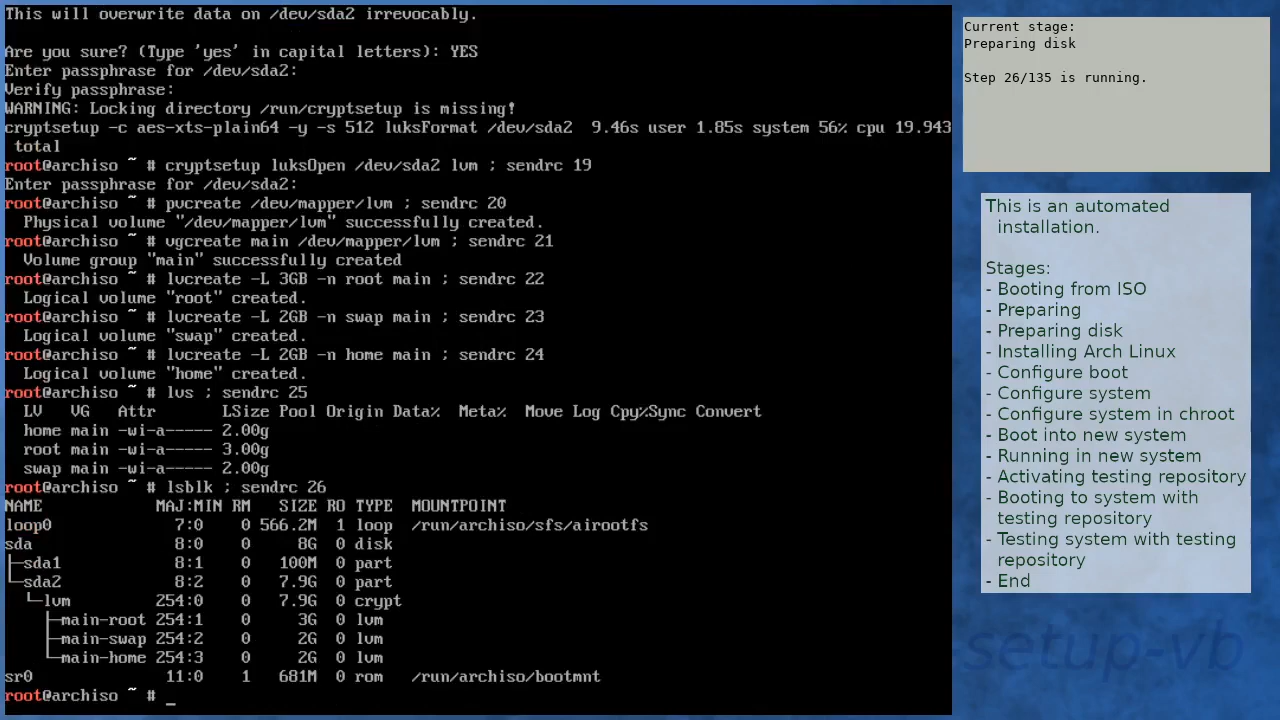 This will overwrite data on /dev/sda2 irrevocably.
Are you sure? (Type 'yes' in capital letters): YES
Enter passphrase for /dev/sda2:
Verify passphrase:
WARNING: Locking directory /run/cryptsetup is missing!
cryptsetup -c aes-xts-plain64 -y -s 512 luksFormat /dev/sda2  9.46s user 1.85s system 56% cpu 19.943
 total
root@archiso ~ # cryptsetup luksOpen /dev/sda2 lvm ; sendrc 19
Enter passphrase for /dev/sda2:
root@archiso ~ # pvcreate /dev/mapper/lvm ; sendrc 20
  Physical volume "/dev/mapper/lvm" successfully created.
root@archiso ~ # vgcreate main /dev/mapper/lvm ; sendrc 21
  Volume group "main" successfully created
root@archiso ~ # lvcreate -L 3GB -n root main ; sendrc 22
  Logical volume "root" created.
root@archiso ~ # lvcreate -L 2GB -n swap main ; sendrc 23
  Logical volume "swap" created.
root@archiso ~ # lvcreate -L 2GB -n home main ; sendrc 24
  Logical volume "home" created.
root@archiso ~ # lvs ; sendrc 25
  LV   VG   Attr       LSize Pool Origin Data%  Meta%  Move Log Cpy%Sync Convert
  home main -wi-a----- 2.00g
  root main -wi-a----- 3.00g
  swap main -wi-a----- 2.00g
root@archiso ~ # lsblk ; sendrc 26
NAME            MAJ:MIN RM   SIZE RO TYPE  MOUNTPOINT
loop0             7:0    0 566.2M  1 loop  /run/archiso/sfs/airootfs
sda               8:0    0     8G  0 disk
├─sda1            8:1    0   100M  0 part
└─sda2            8:2    0   7.9G  0 part
  └─lvm         254:0    0   7.9G  0 crypt
    ├─main-root 254:1    0     3G  0 lvm
    ├─main-swap 254:2    0     2G  0 lvm
    └─main-home 254:3    0     2G  0 lvm
sr0              11:0    1   681M  0 rom   /run/archiso/bootmnt
root@archiso ~ # _
Current stage:
Preparing disk
Step 26/135 is running.
This is an automated
installation.
Stages:
- Booting from ISO
- Preparing
- Preparing disk
- Installing Arch Linux
- Configure boot
- Configure system
- Configure system in chroot
- Boot into new system
- Running in new system
- Activating testing repository
- Booting to system with
testing repository
- Testing system with testing
repository
- End
-setup-vb